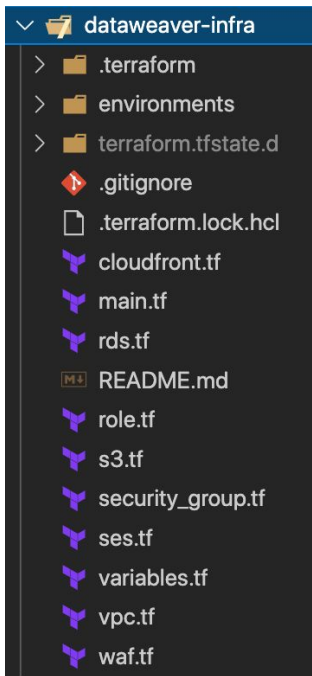 dataweaver-infra
.terraform
environments
terraform.tfstate.d
.gitignore
.terraform.lock.hcl
cloudfront.tf
main.tf
rds.tf
README.md
role.tf
s3.tf
security_group.tf
ses.tf
variables.tf
vpc.tf
waf.tf